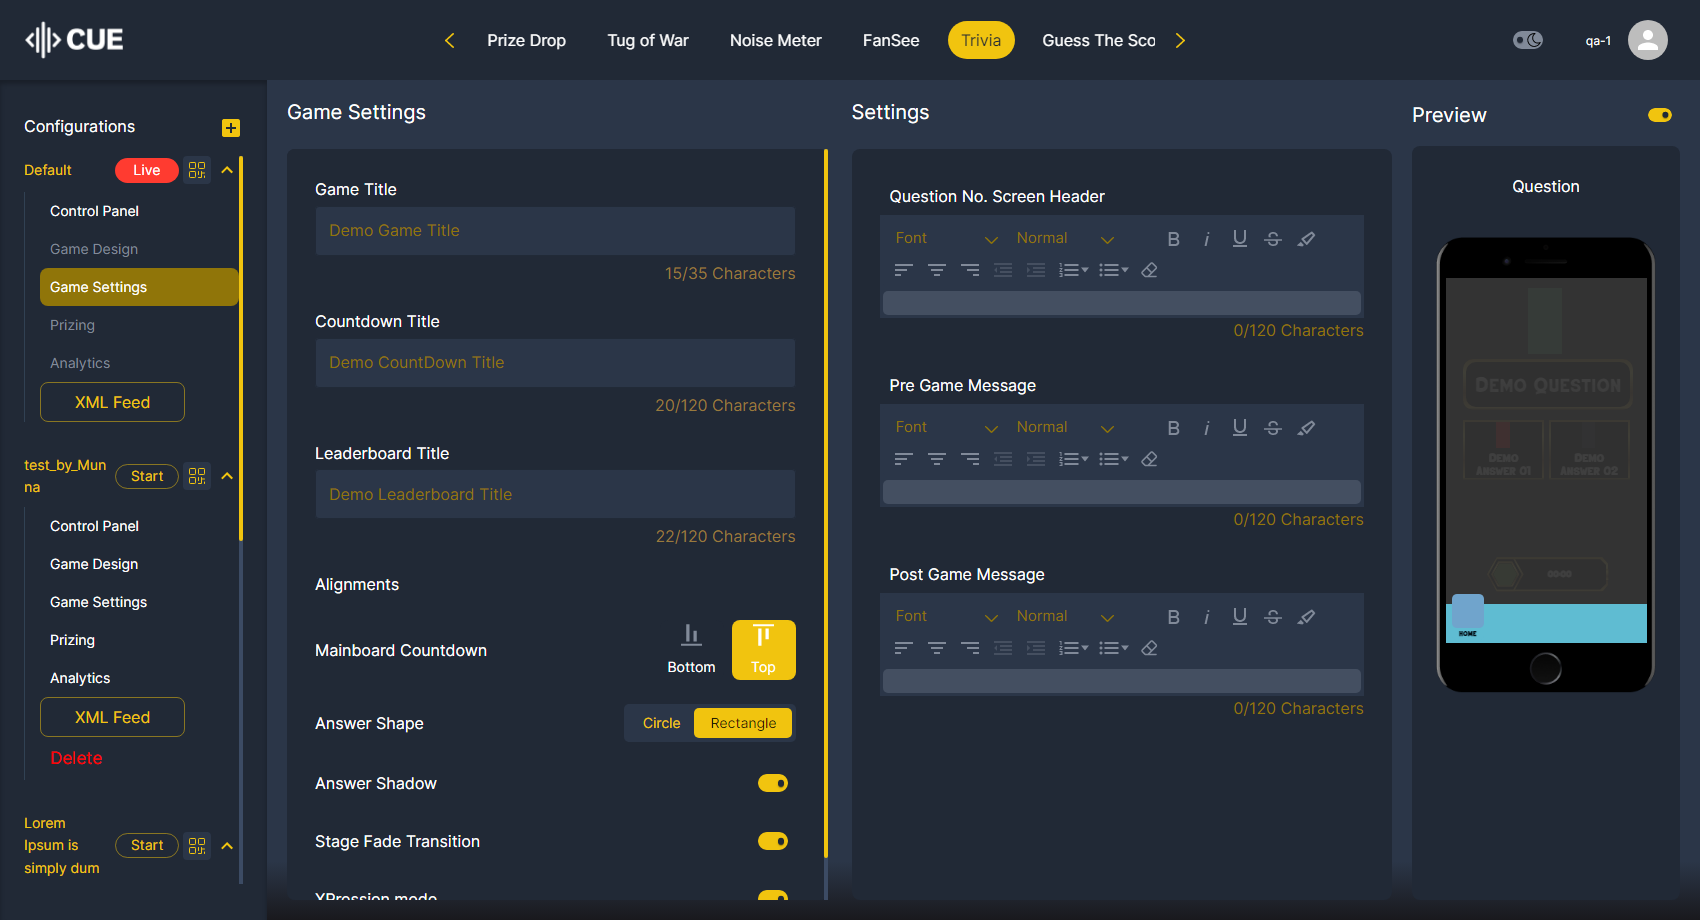 CUE
Prize Drop
Tug of War
Noise Meter
FanSee
Trivia
Guess The Sco
qa-1
Configurations
Default
Live
Control Panel
Game Design
Game Settings
Prizing
Analytics
XML Feed
test_by_Mun
na
Start
Control Panel
Game Design
Game Settings
Prizing
Analytics
XML Feed
Delete
Lorem
Ipsum is
simply dum
Start
Game Settings
Game Title
Demo Game Title
15/35 Characters
Countdown Title
Demo CountDown Title
20/120 Characters
Leaderboard Title
Demo Leaderboard Title
22/120 Characters
Alignments
Mainboard Countdown
Bottom
Top
Answer Shape
Circle
Rectangle
Answer Shadow
Stage Fade Transition
XPression mode
Settings
Question No. Screen Header
Font
Normal
B i U S
0/120 Characters
Pre Game Message
Font
Normal
B i U S
0/120 Characters
Post Game Message
Font
Normal
B i U S
0/120 Characters
Preview
Question
Demo Question
Demo
Answer 01
Demo
Answer 02
00:00
HOME